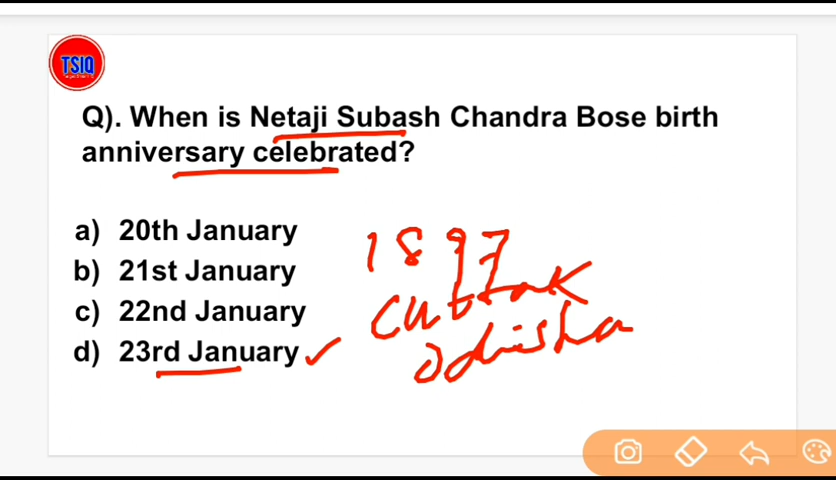 TSIQ
Q). When is Netaji Subash Chandra Bose birth
anniversary celebrated?
a) 20th January
b) 21st January
c) 22nd January
d) 23rd January
1897
Cuttak
Odisha